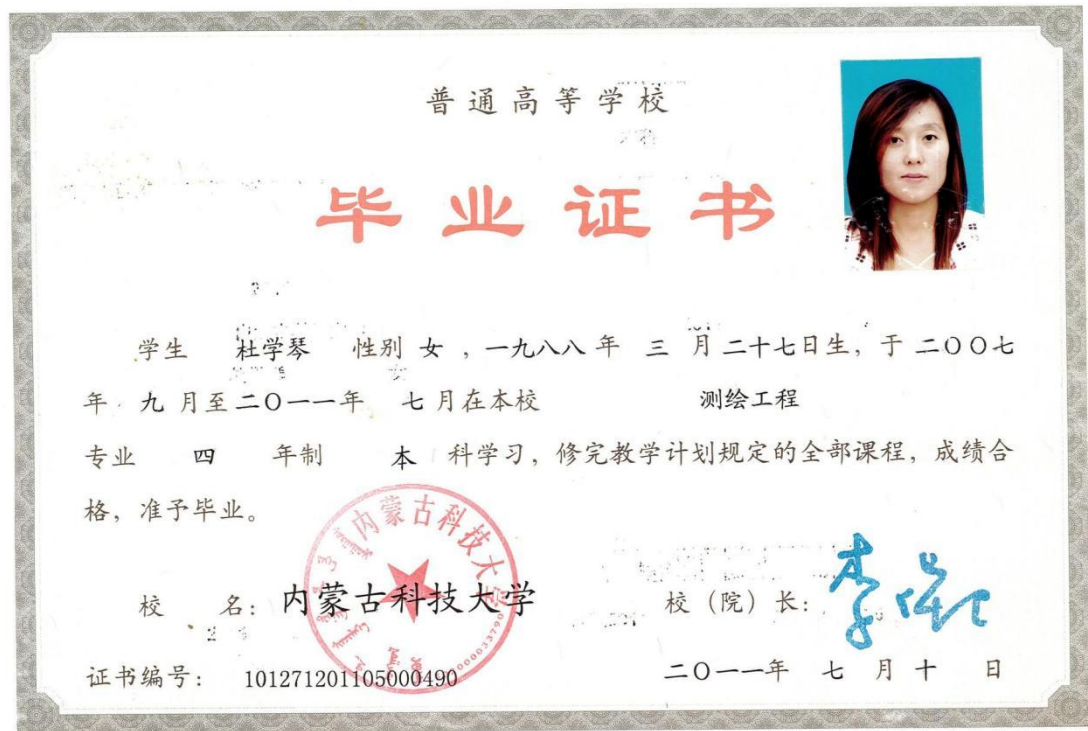 普通高等学校
毕业证书
学生 杜学琴 性别 女 ，一九八八 年 三 月 二十七日生，于 二〇〇七
年 九 月至二〇一一年 七 月在本校 测绘工程
专业 四 年制 本 科学习，修完教学计划规定的全部课程，成绩合
格，准予毕业。
内蒙古科技大学
校 名：内蒙古科技大学 校（院）长：
证书编号： 101271201105000490 二〇一一年 七 月 十 日